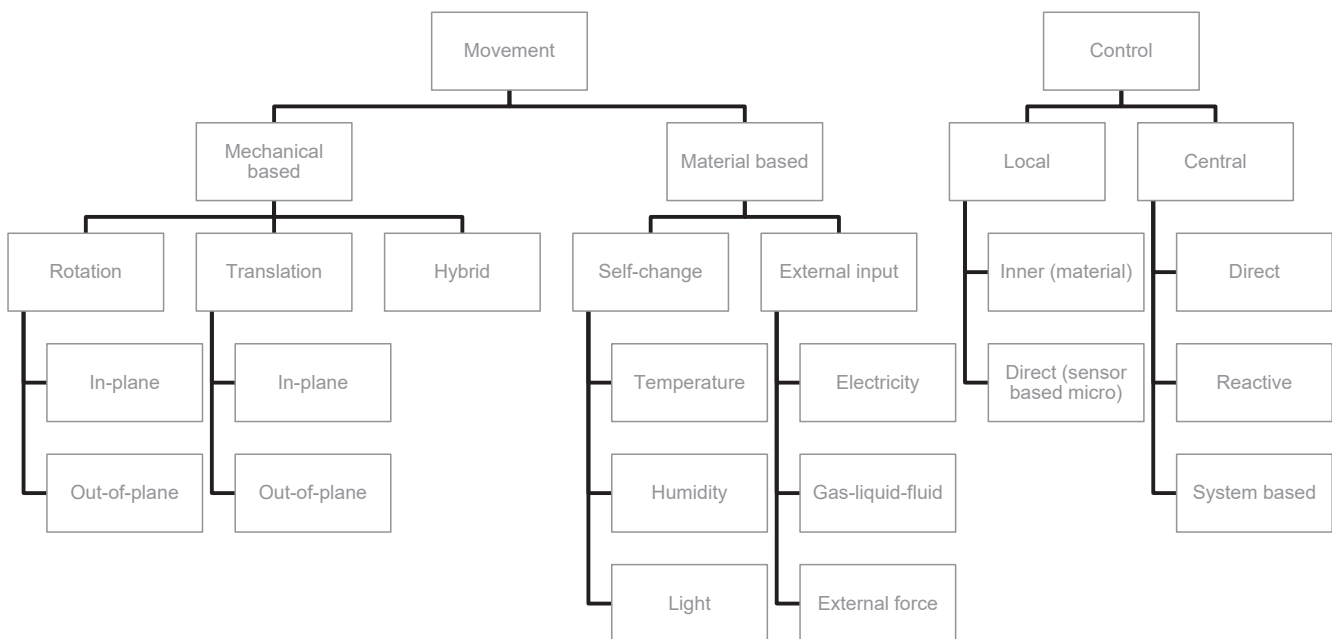 Movement
Control
Mechanical
based
Material based
Local
Central
Rotation
Translation
Hybrid
Self-change
External input
Inner (material)
Direct
In-plane
In-plane
Temperature
Electricity
Direct (sensor
based micro)
Reactive
Out-of-plane
Out-of-plane
Humidity
Gas-liquid-fluid
System based
Light
External force